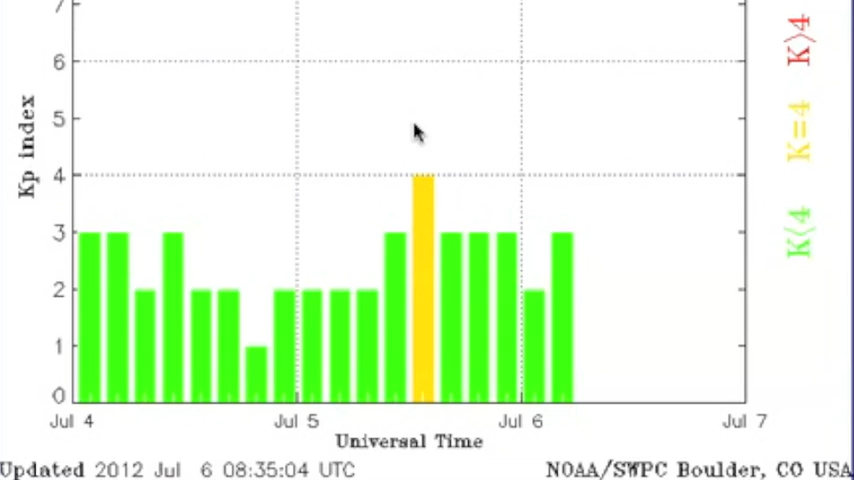 7
6
5
4
3
2
1
0
Kp index
Jul 4
Jul 5
Jul 6
Jul 7
Universal Time
K>4
K=4
K<4
Updated 2012 Jul 6 08:35:04 UTC
NOAA/SWPC Boulder, CO USA